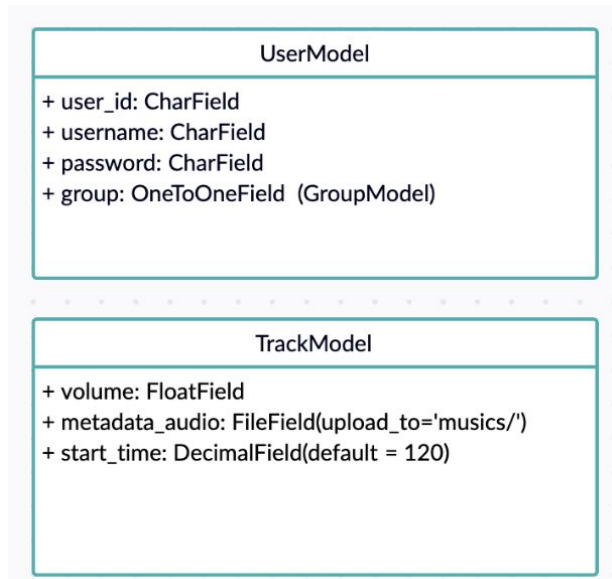 UserModel
+ user_id: CharField
+ username: CharField
+ password: CharField
+ group: OneToOneField (GroupModel)
TrackModel
+ volume: FloatField
+ metadata_audio: FileField(upload_to='musics/')
+ start_time: DecimalField(default = 120)